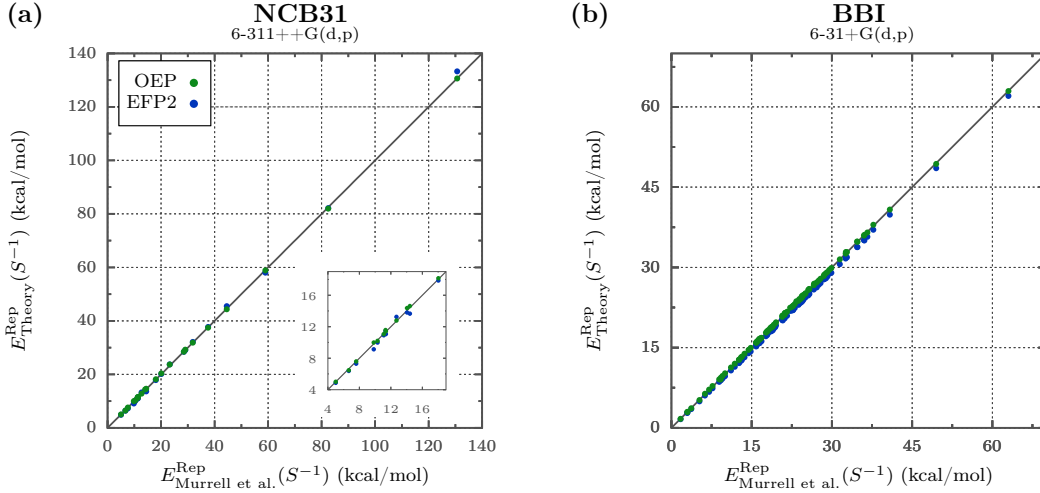 (a)
NCB31
6-311++G(d,p)
140
120
100
80
60
40
20
0
E^Rep_Theory(S^−1) (kcal/mol)
OEP
EFP2
16
12
8
4
4 8 12 16
0 20 40 60 80 100 120 140
E^Rep_Murrell et al.(S^−1) (kcal/mol)
(b)
BBI
6-31+G(d,p)
60
45
30
15
0
E^Rep_Theory(S^−1) (kcal/mol)
0 15 30 45 60
E^Rep_Murrell et al.(S^−1) (kcal/mol)